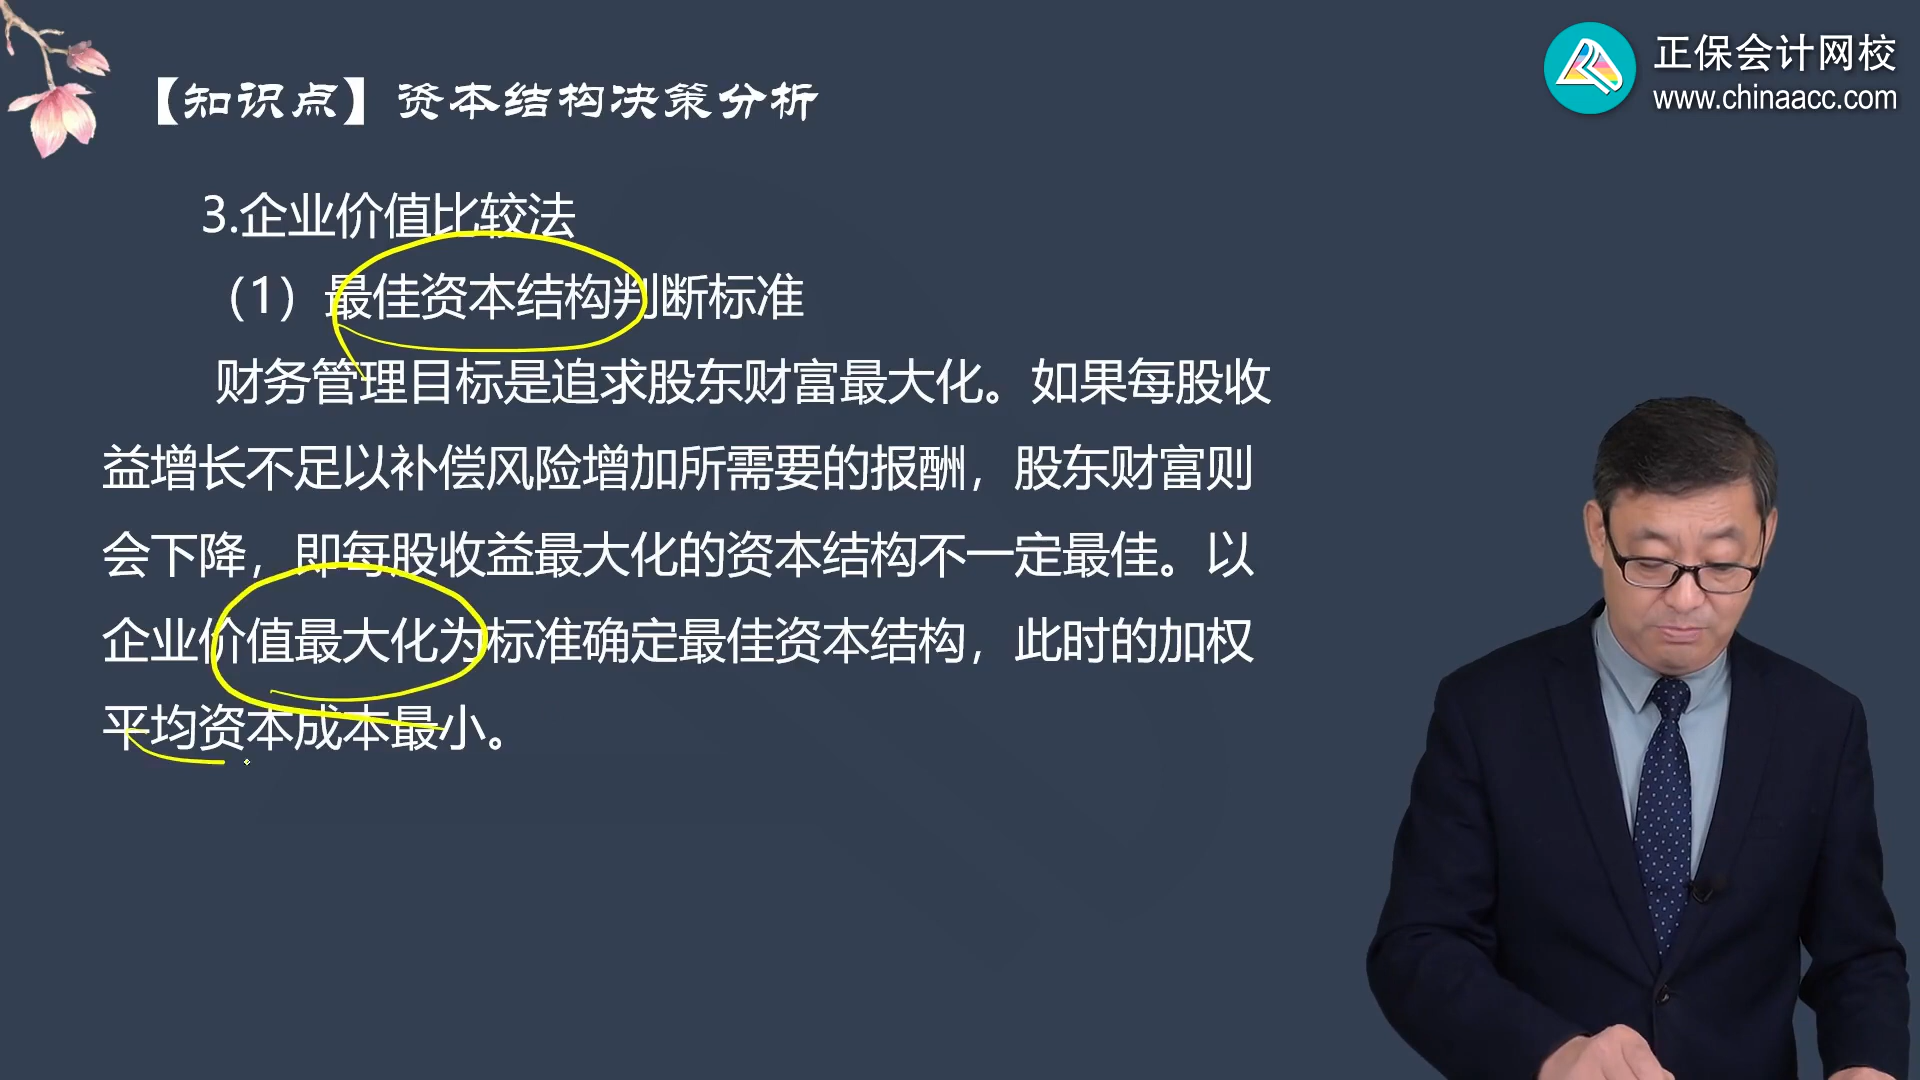 正保会计网校
www.chinaacc.com
【知识点】资本结构决策分析
3.企业价值比较法
（1）最佳资本结构判断标准
财务管理目标是追求股东财富最大化。如果每股收
益增长不足以补偿风险增加所需要的报酬，股东财富则
会下降，即每股收益最大化的资本结构不一定最佳。以
企业价值最大化为标准确定最佳资本结构，此时的加权
平均资本成本最小。